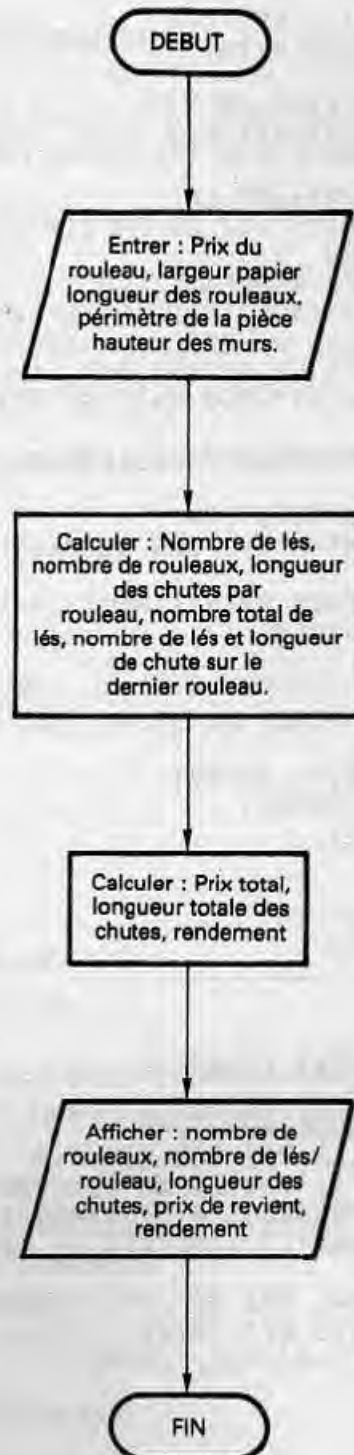 DEBUT
Entrer : Prix du
rouleau, largeur papier
longueur des rouleaux,
périmètre de la pièce
hauteur des murs.
Calculer : Nombre de lés,
nombre de rouleaux, longueur
des chutes par
rouleau, nombre total de
lés, nombre de lés et longueur
de chute sur le
dernier rouleau.
Calculer : Prix total,
longueur totale des
chutes, rendement
Afficher : nombre de
rouleaux, nombre de lés/
rouleau, longueur des
chutes, prix de revient,
rendement
FIN